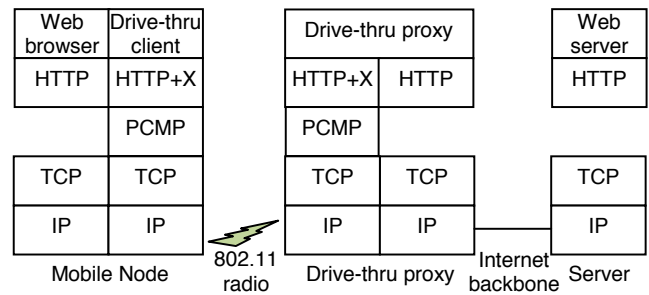 Web browser
Drive-thru client
Drive-thru proxy
Web server
HTTP
HTTP+X
HTTP+X
HTTP
HTTP
PCMP
PCMP
TCP
TCP
TCP
TCP
TCP
IP
IP
IP
IP
IP
Mobile Node
802.11 radio
Drive-thru proxy
Internet backbone
Server